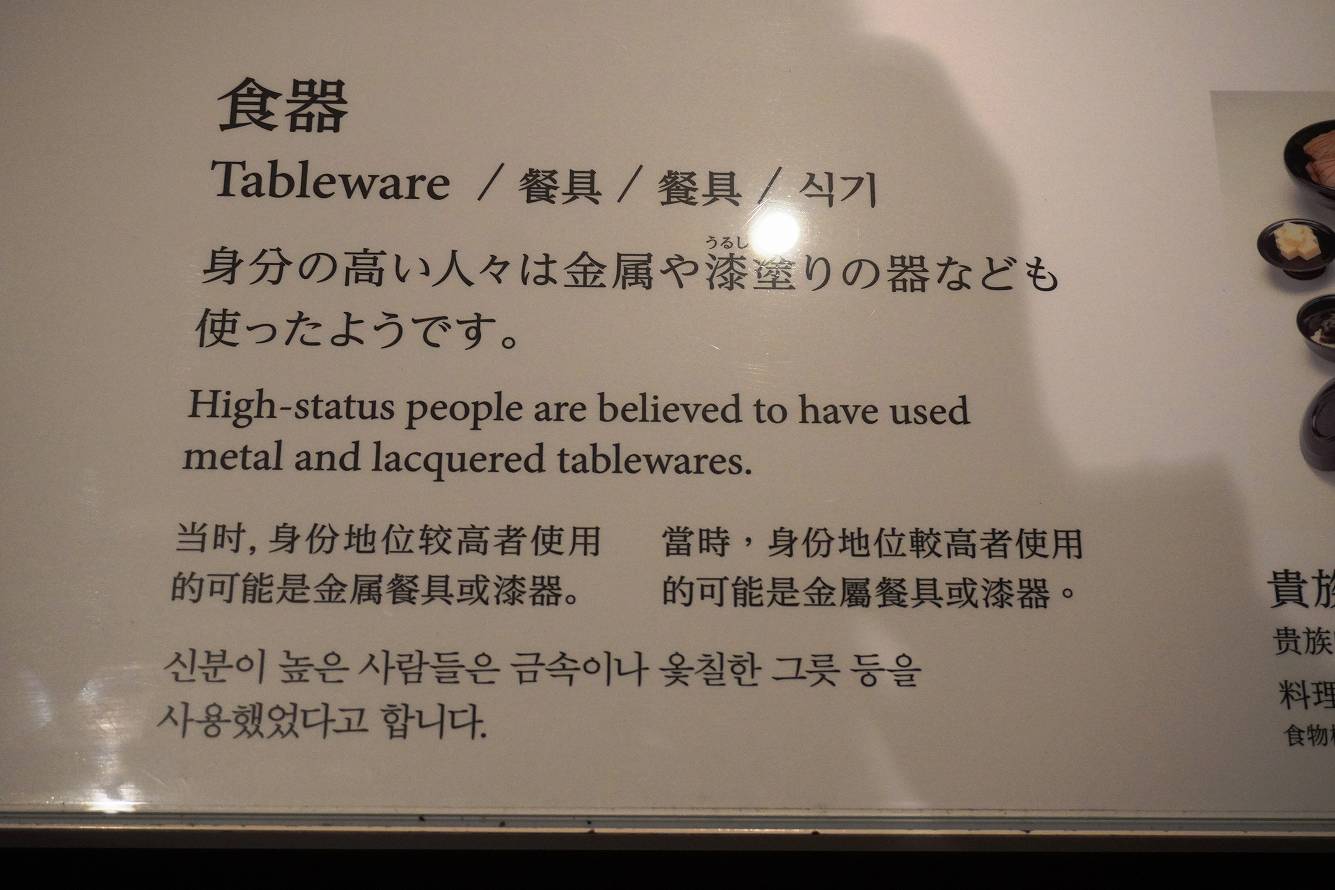 食器
Tableware / 餐具 / 餐具 / 식기
うるし
身分の高い人々は金属や漆塗りの器なども
使ったようです。
High-status people are believed to have used
metal and lacquered tablewares.
当时, 身份地位较高者使用
的可能是金属餐具或漆器。
當時，身份地位較高者使用
的可能是金屬餐具或漆器。
신분이 높은 사람들은 금속이나 옻칠한 그릇 등을
사용했었다고 합니다.
貴族
贵族
料理
食物